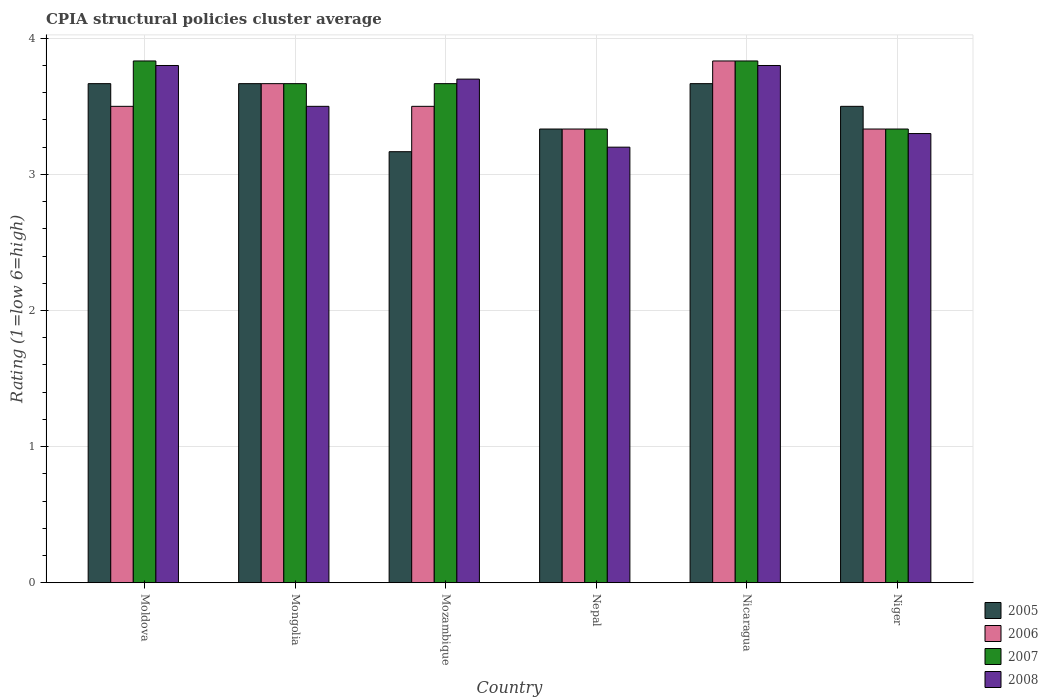 CPIA structural policies cluster average
Rating (1=low 6=high)
4
3
2
1
0
Moldova
Mongolia
Mozambique
Nepal
Nicaragua
Niger
Country
2005
2006
2007
2008